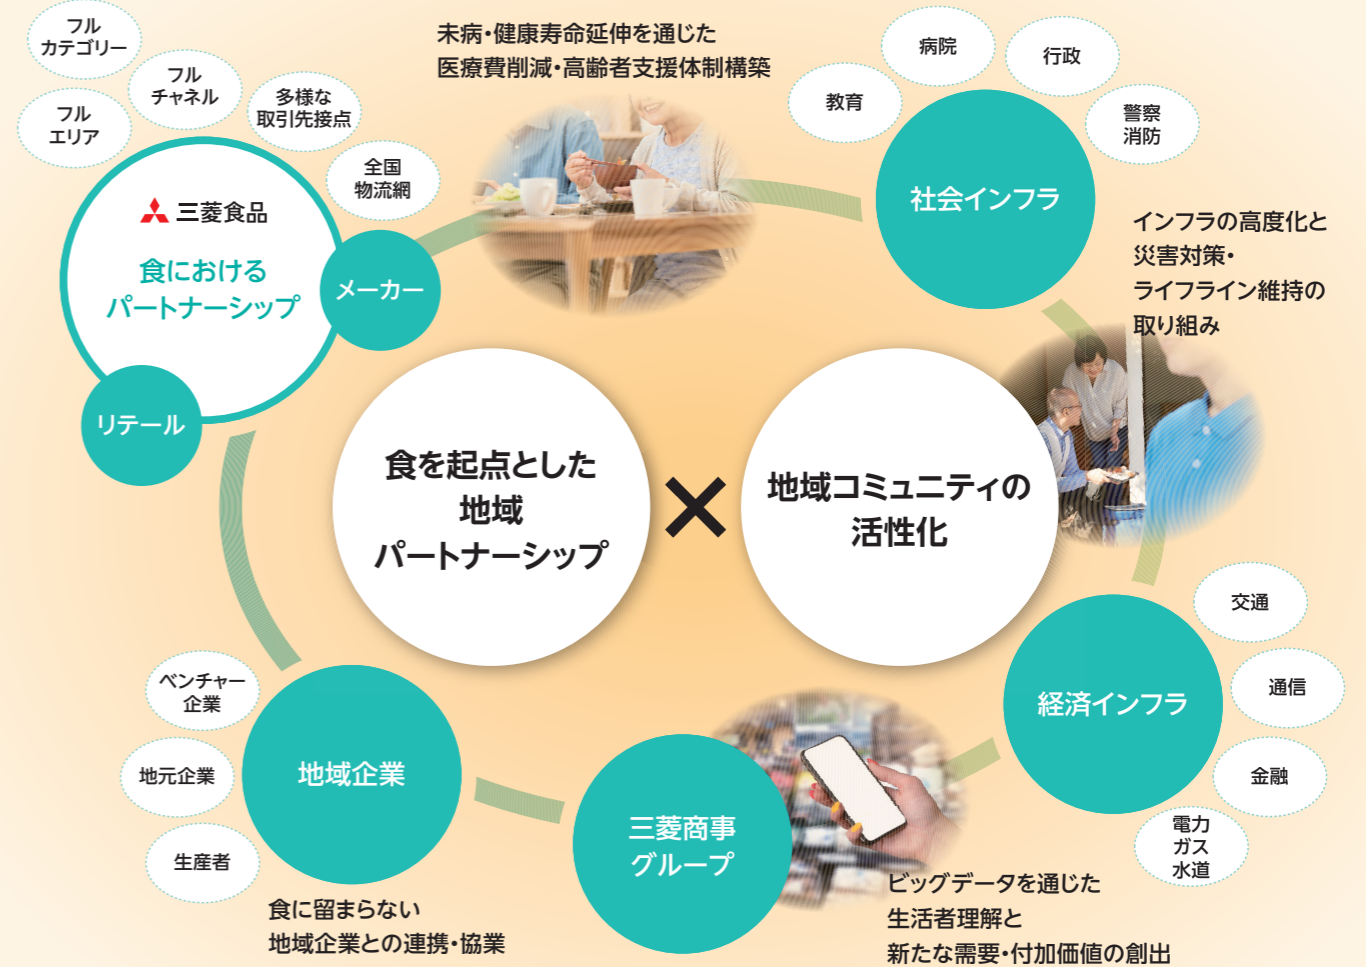 フル
カテゴリー
フル
チャネル
フル
エリア
多様な
取引先接点
全国
物流網
三菱食品
食における
パートナーシップ
メーカー
リテール
未病・健康寿命延伸を通じた
医療費削減・高齢者支援体制構築
教育
病院
行政
警察
消防
社会インフラ
インフラの高度化と
災害対策・
ライフライン維持の
取り組み
食を起点とした
地域
パートナーシップ
×
地域コミュニティの
活性化
交通
通信
金融
電力
ガス
水道
経済インフラ
ベンチャー
企業
地元企業
生産者
地域企業
食に留まらない
地域企業との連携・協業
三菱商事
グループ
ビッグデータを通じた
生活者理解と
新たな需要・付加価値の創出